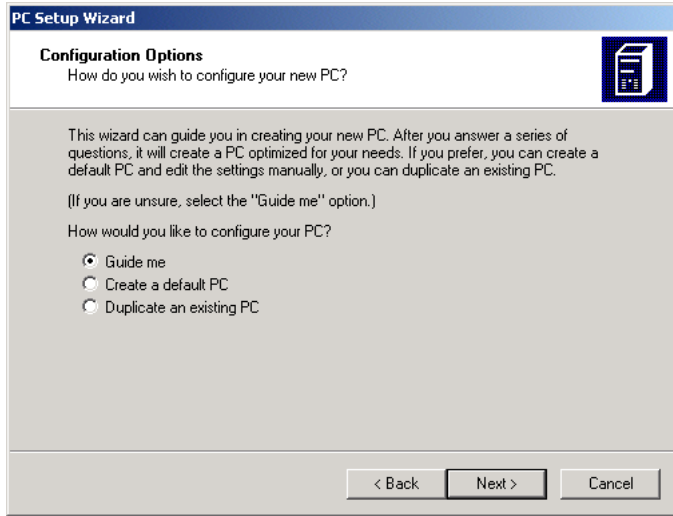 PC Setup Wizard
Configuration Options
How do you wish to configure your new PC?
This wizard can guide you in creating your new PC. After you answer a series of
questions, it will create a PC optimized for your needs. If you prefer, you can create a
default PC and edit the settings manually, or you can duplicate an existing PC.
(If you are unsure, select the "Guide me" option.)
How would you like to configure your PC?
Guide me
Create a default PC
Duplicate an existing PC
< Back
Next >
Cancel